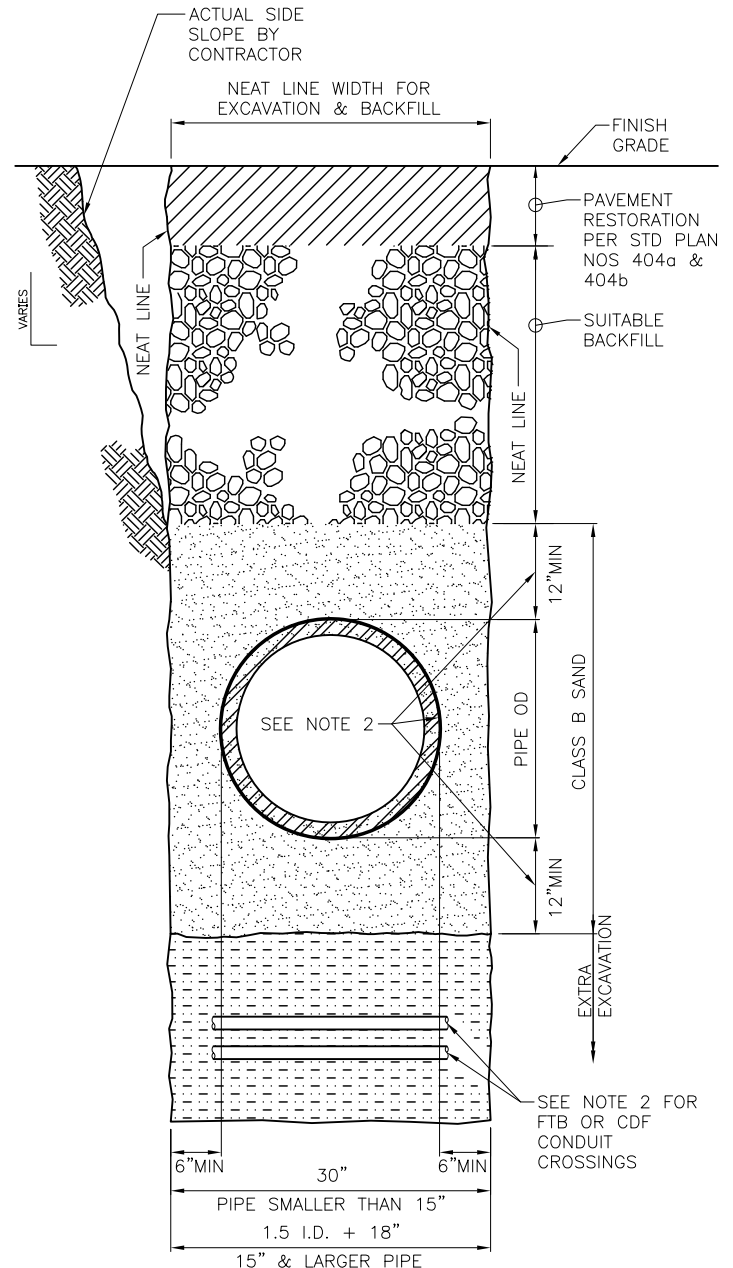 ACTUAL SIDE
SLOPE BY
CONTRACTOR
NEAT LINE WIDTH FOR
EXCAVATION & BACKFILL
FINISH
GRADE
PAVEMENT
RESTORATION
PER STD PLAN
NOS 404a &
404b
VARIES
NEAT LINE
SUITABLE
BACKFILL
NEAT LINE
12"MIN
SEE NOTE 2
PIPE OD
CLASS B SAND
12"MIN
EXTRA
EXCAVATION
SEE NOTE 2 FOR
FTB OR CDF
CONDUIT
CROSSINGS
6"MIN
6"MIN
30"
PIPE SMALLER THAN 15"
1.5 I.D. + 18"
15" & LARGER PIPE